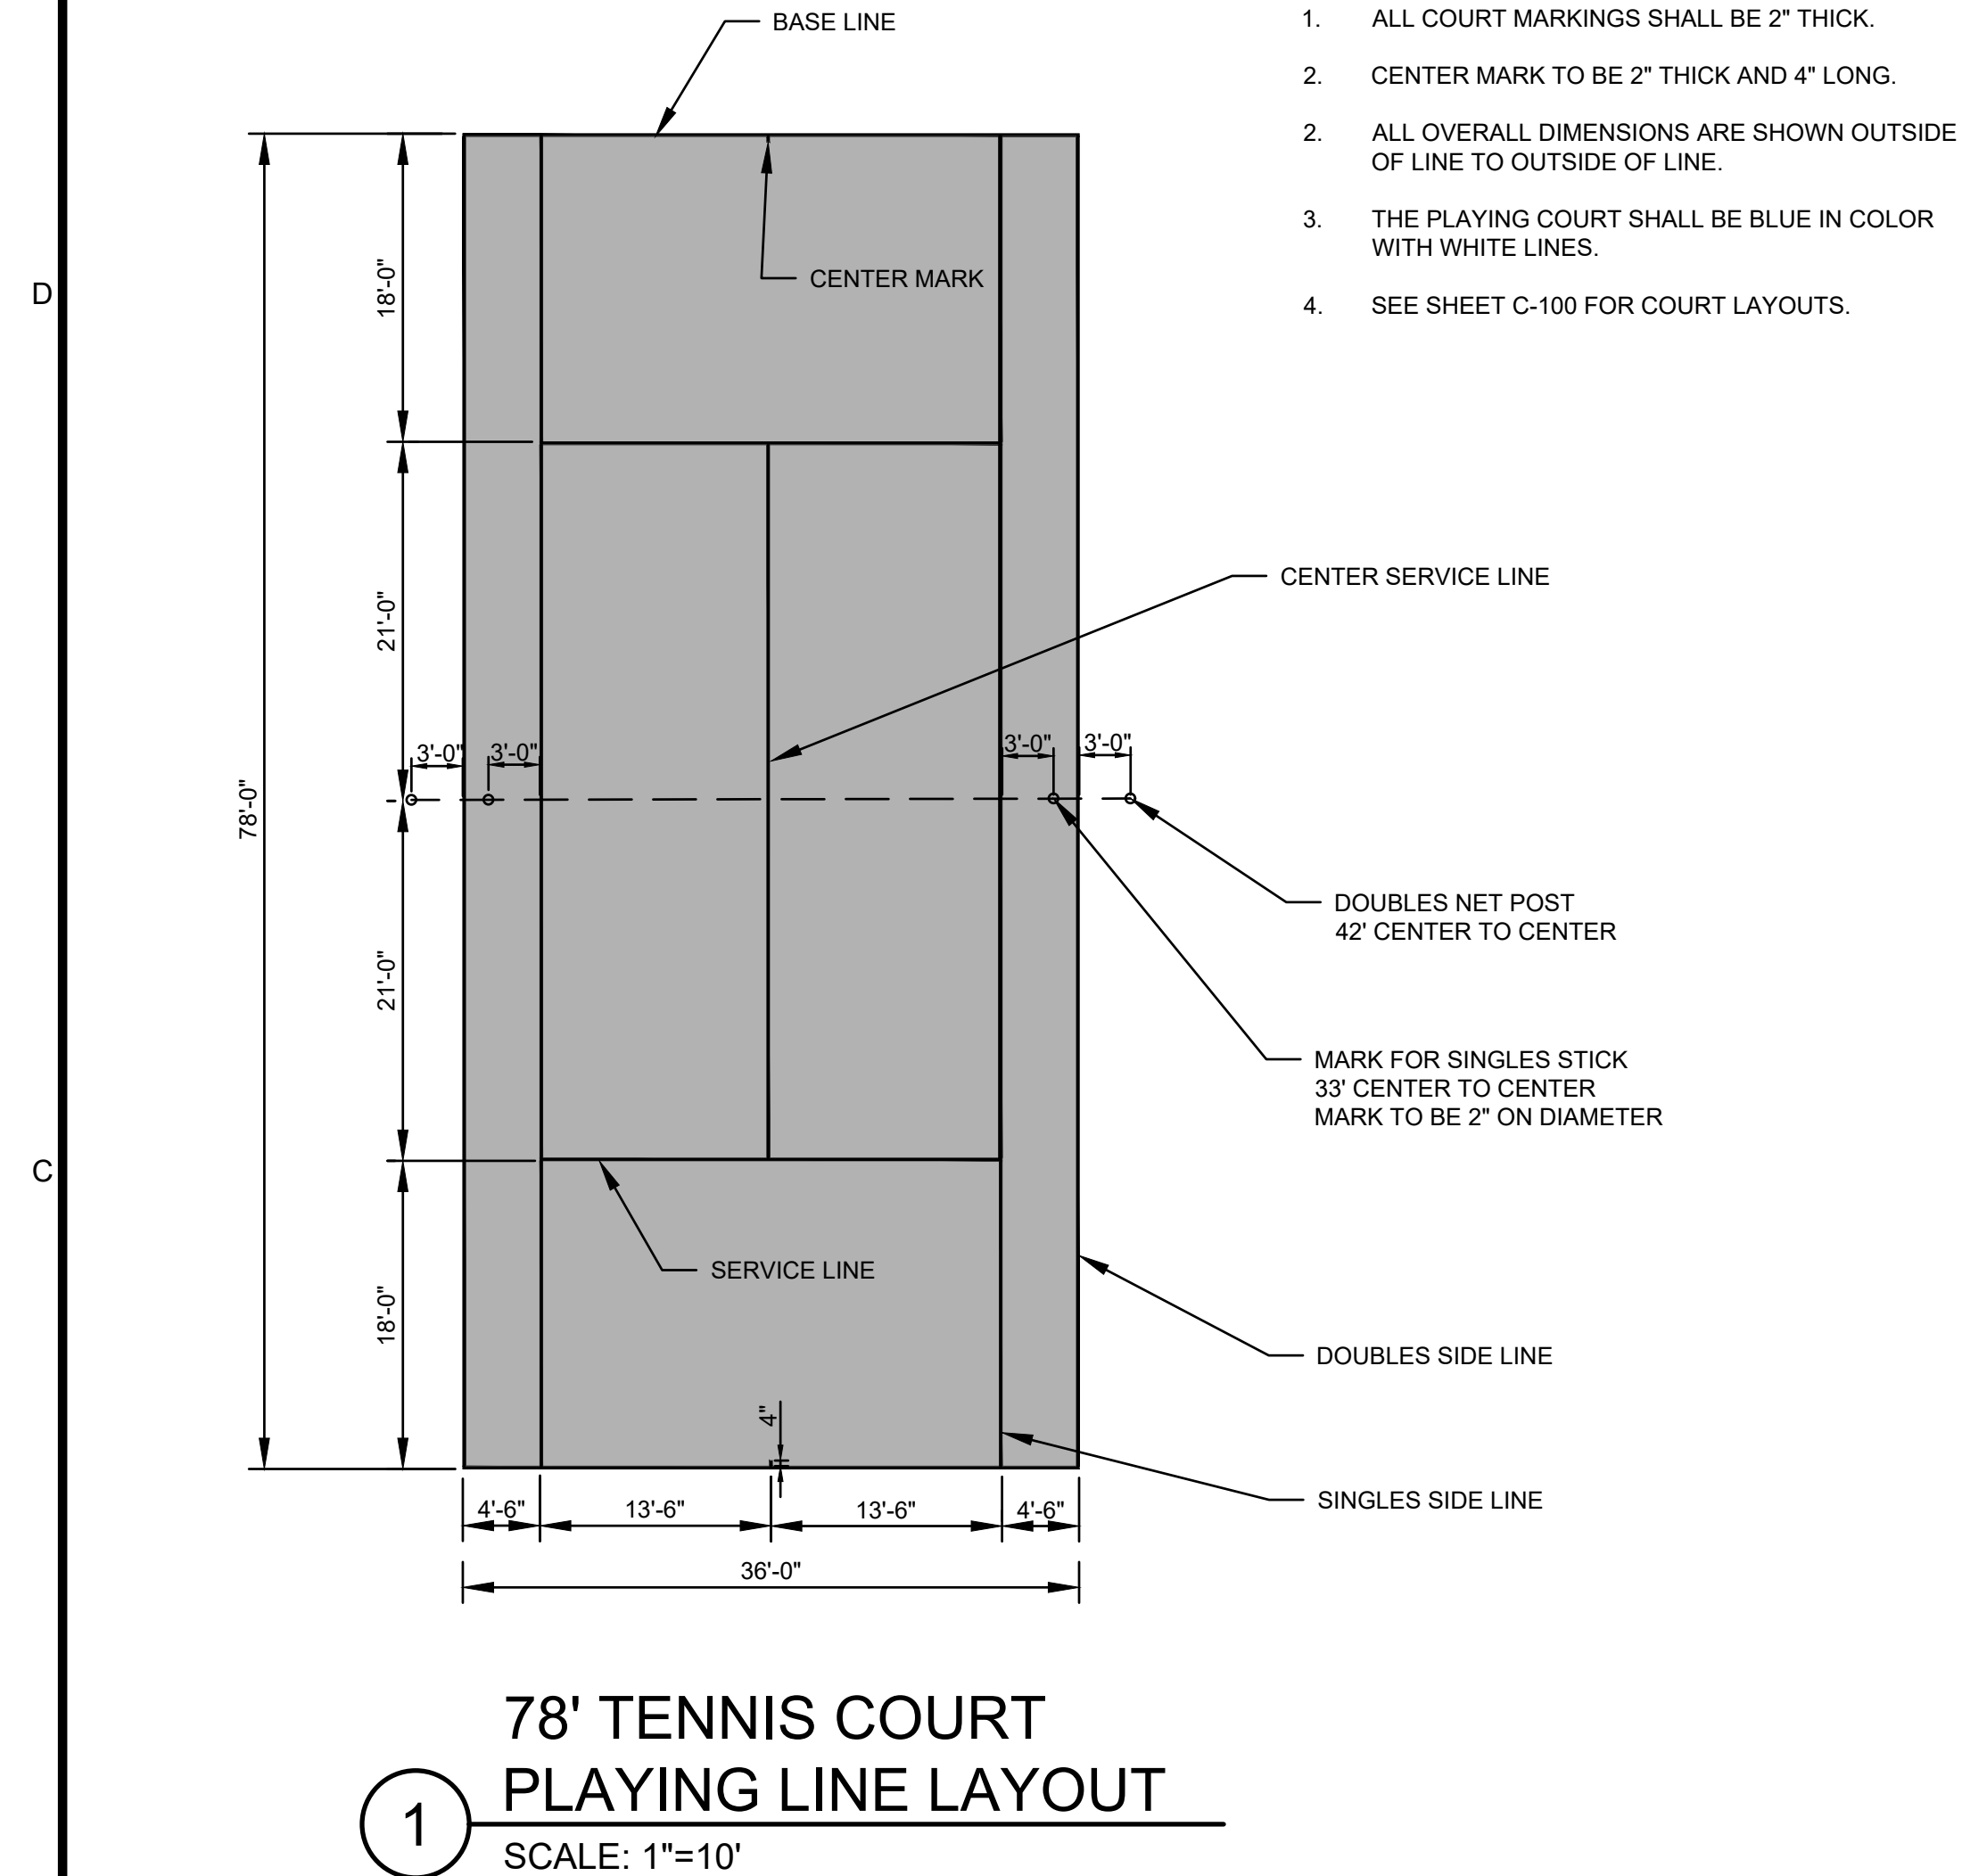 BASE LINE
1. ALL COURT MARKINGS SHALL BE 2" THICK.
2. CENTER MARK TO BE 2" THICK AND 4" LONG.
2. ALL OVERALL DIMENSIONS ARE SHOWN OUTSIDE
OF LINE TO OUTSIDE OF LINE.
3. THE PLAYING COURT SHALL BE BLUE IN COLOR
WITH WHITE LINES.
4. SEE SHEET C-100 FOR COURT LAYOUTS.
D
18'-0"
CENTER MARK
21'-0"
CENTER SERVICE LINE
3'-0"
3'-0"
3'-0"
3'-0"
78'-0"
DOUBLES NET POST
42' CENTER TO CENTER
21'-0"
MARK FOR SINGLES STICK
33' CENTER TO CENTER
MARK TO BE 2" ON DIAMETER
C
SERVICE LINE
18'-0"
DOUBLES SIDE LINE
4"
SINGLES SIDE LINE
4'-6"
13'-6"
13'-6"
4'-6"
36'-0"
78' TENNIS COURT
PLAYING LINE LAYOUT
1
SCALE: 1"=10'